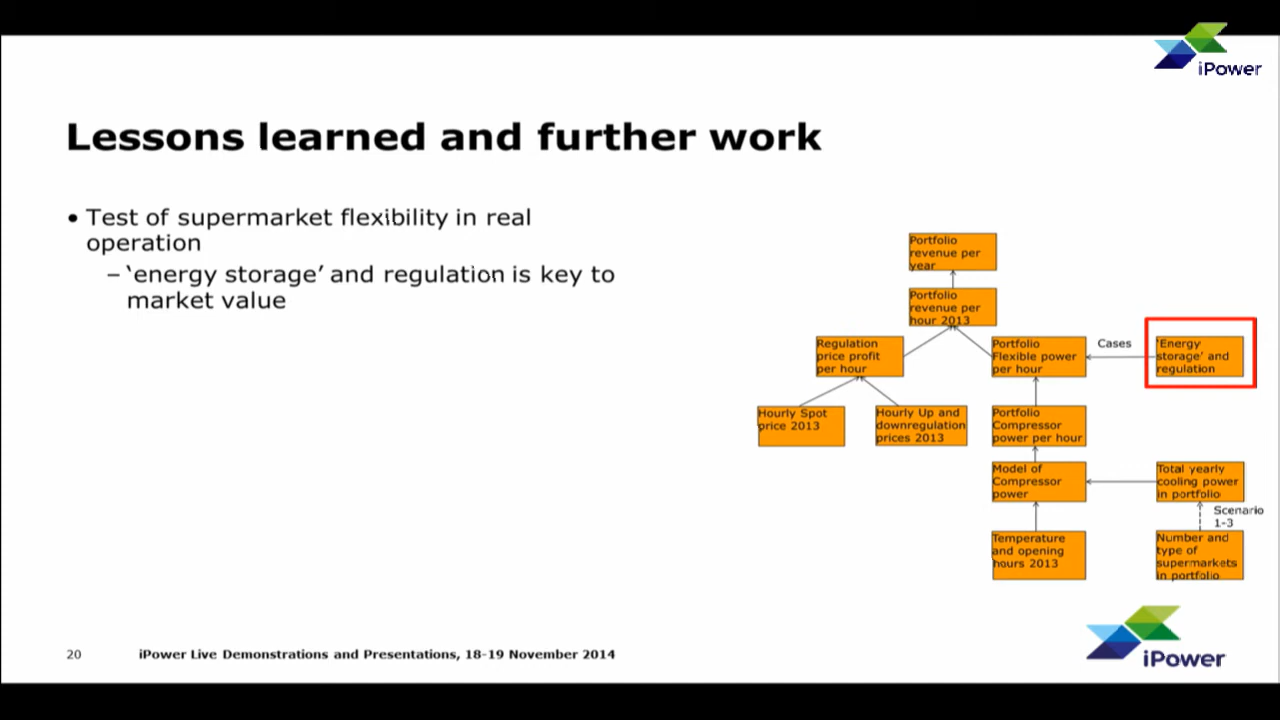 iPower
Lessons learned and further work
• Test of supermarket flexibility in real
operation
– ‘energy storage’ and regulation is key to
market value
Portfolio
revenue per
year
Portfolio
revenue per
hour 2013
Regulation
price profit
per hour
Portfolio
Flexible power
per hour
Cases
‘Energy
storage’ and
regulation
Hourly Spot
price 2013
Hourly Up and
downregulation
prices 2013
Portfolio
Compressor
power per hour
Model of
Compressor
power
Total yearly
cooling power
in portfolio
Scenario
1-3
Temperature
and opening
hours 2013
Number and
type of
supermarkets
in portfolio
20
iPower Live Demonstrations and Presentations, 18-19 November 2014
iPower